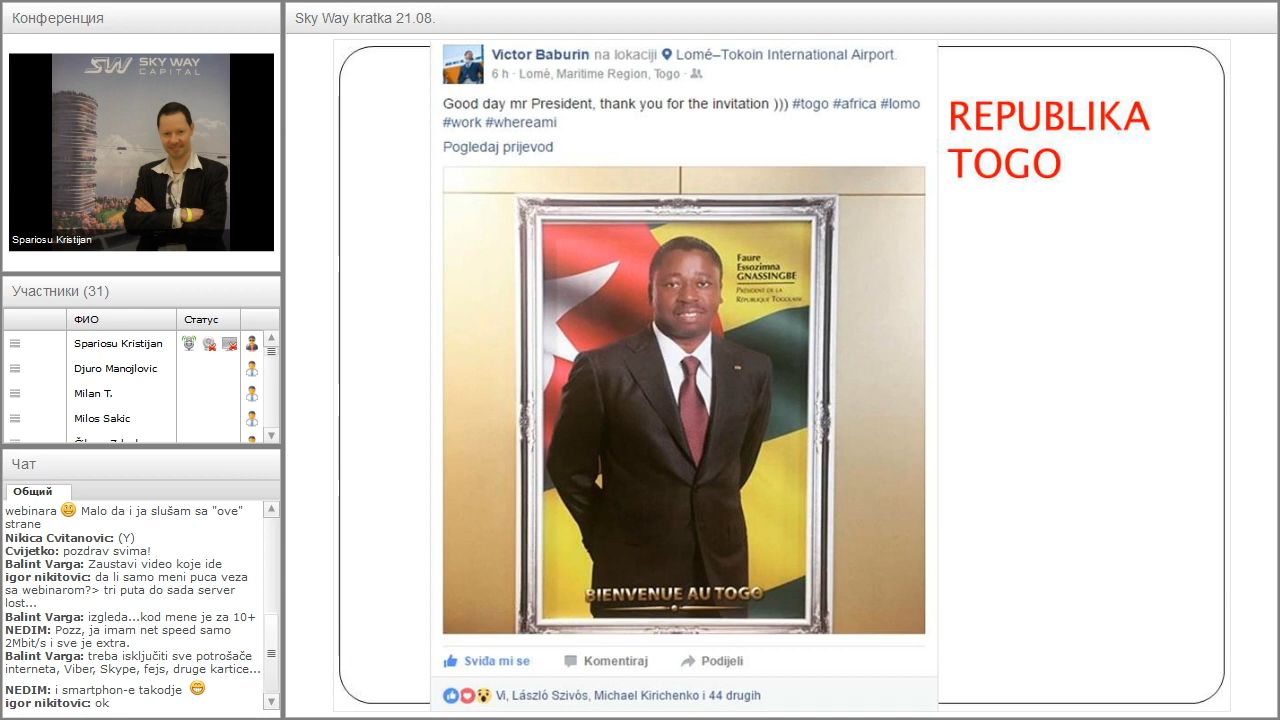 Конференция
SKY WAY
CAPITAL
Spariosu Kristijan
Участники (31)
ФИО
Статус
Spariosu Kristijan
Djuro Manojlovic
Milan T.
Milos Sakic
Чат
Общий
webinara Malo da i ja slušam sa "ove"
strane
Nikica Cvitanovic: (Y)
Cvijetko: pozdrav svima!
Balint Varga: Zaustavi video koje ide
igor nikitovic: da li samo meni puca veza
sa webinarom?> tri puta do sada server
lost...
Balint Varga: izgleda...kod mene je za 10+
NEDIM: Pozz, ja imam net speed samo
2Mbit/s i sve je extra.
Balint Varga: treba isključiti sve potrošače
interneta, Viber, Skype, fejs, druge kartice...
NEDIM: i smartphon-e takodje
igor nikitovic: ok
Sky Way kratka 21.08.
Victor Baburin na lokaciji Lomé–Tokoin International Airport.
6 h · Lomé, Maritime Region, Togo ·
Good day mr President, thank you for the invitation ))) #togo #africa #lomo
#work #whereami
Pogledaj prijevod
Faure
Essozimna
GNASSINGBE
Président de la
République Togolaise
BIENVENUE AU TOGO
Sviđa mi se Komentiraj Podijeli
Vi, László Szivós, Michael Kirichenko i 44 drugih
REPUBLIKA
TOGO